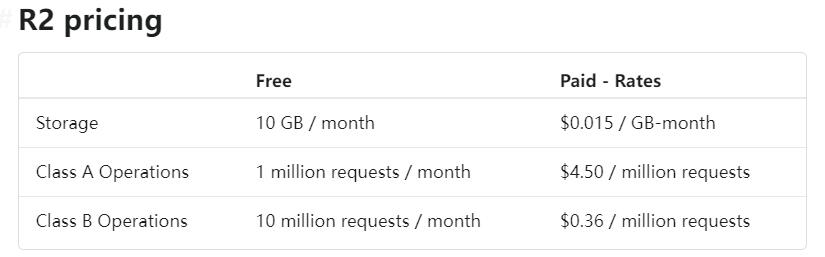 # R2 pricing
Free Paid - Rates
Storage 10 GB / month $0.015 / GB-month
Class A Operations 1 million requests / month $4.50 / million requests
Class B Operations 10 million requests / month $0.36 / million requests